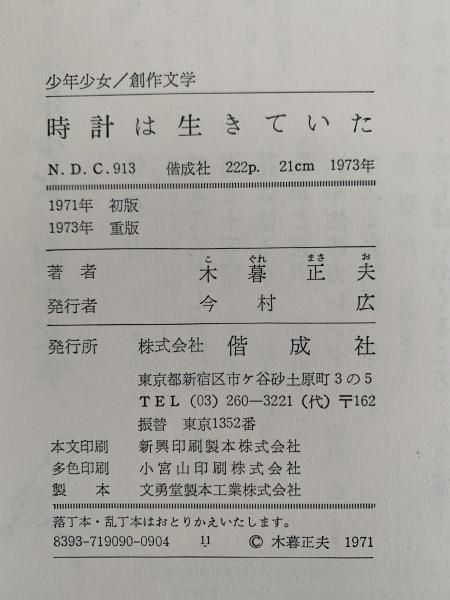 少年少女／創作文学
時計は生きていた
N.D.C.913 偕成社 222p. 21cm 1973年
1971年 初版
1973年 重版
こ ぐれ まさ お
著者 木暮正夫
発行者 今村広
発行所 株式会社 偕成社
東京都新宿区市ケ谷砂土原町3の5
TEL (03) 260—3221 (代) 〒162
振替 東京1352番
本文印刷 新興印刷製本株式会社
多色印刷 小宮山印刷株式会社
製本 文勇堂製本工業株式会社
落丁本・乱丁本はおとりかえいたします。
8393-719090-0904 11 © 木暮正夫 1971